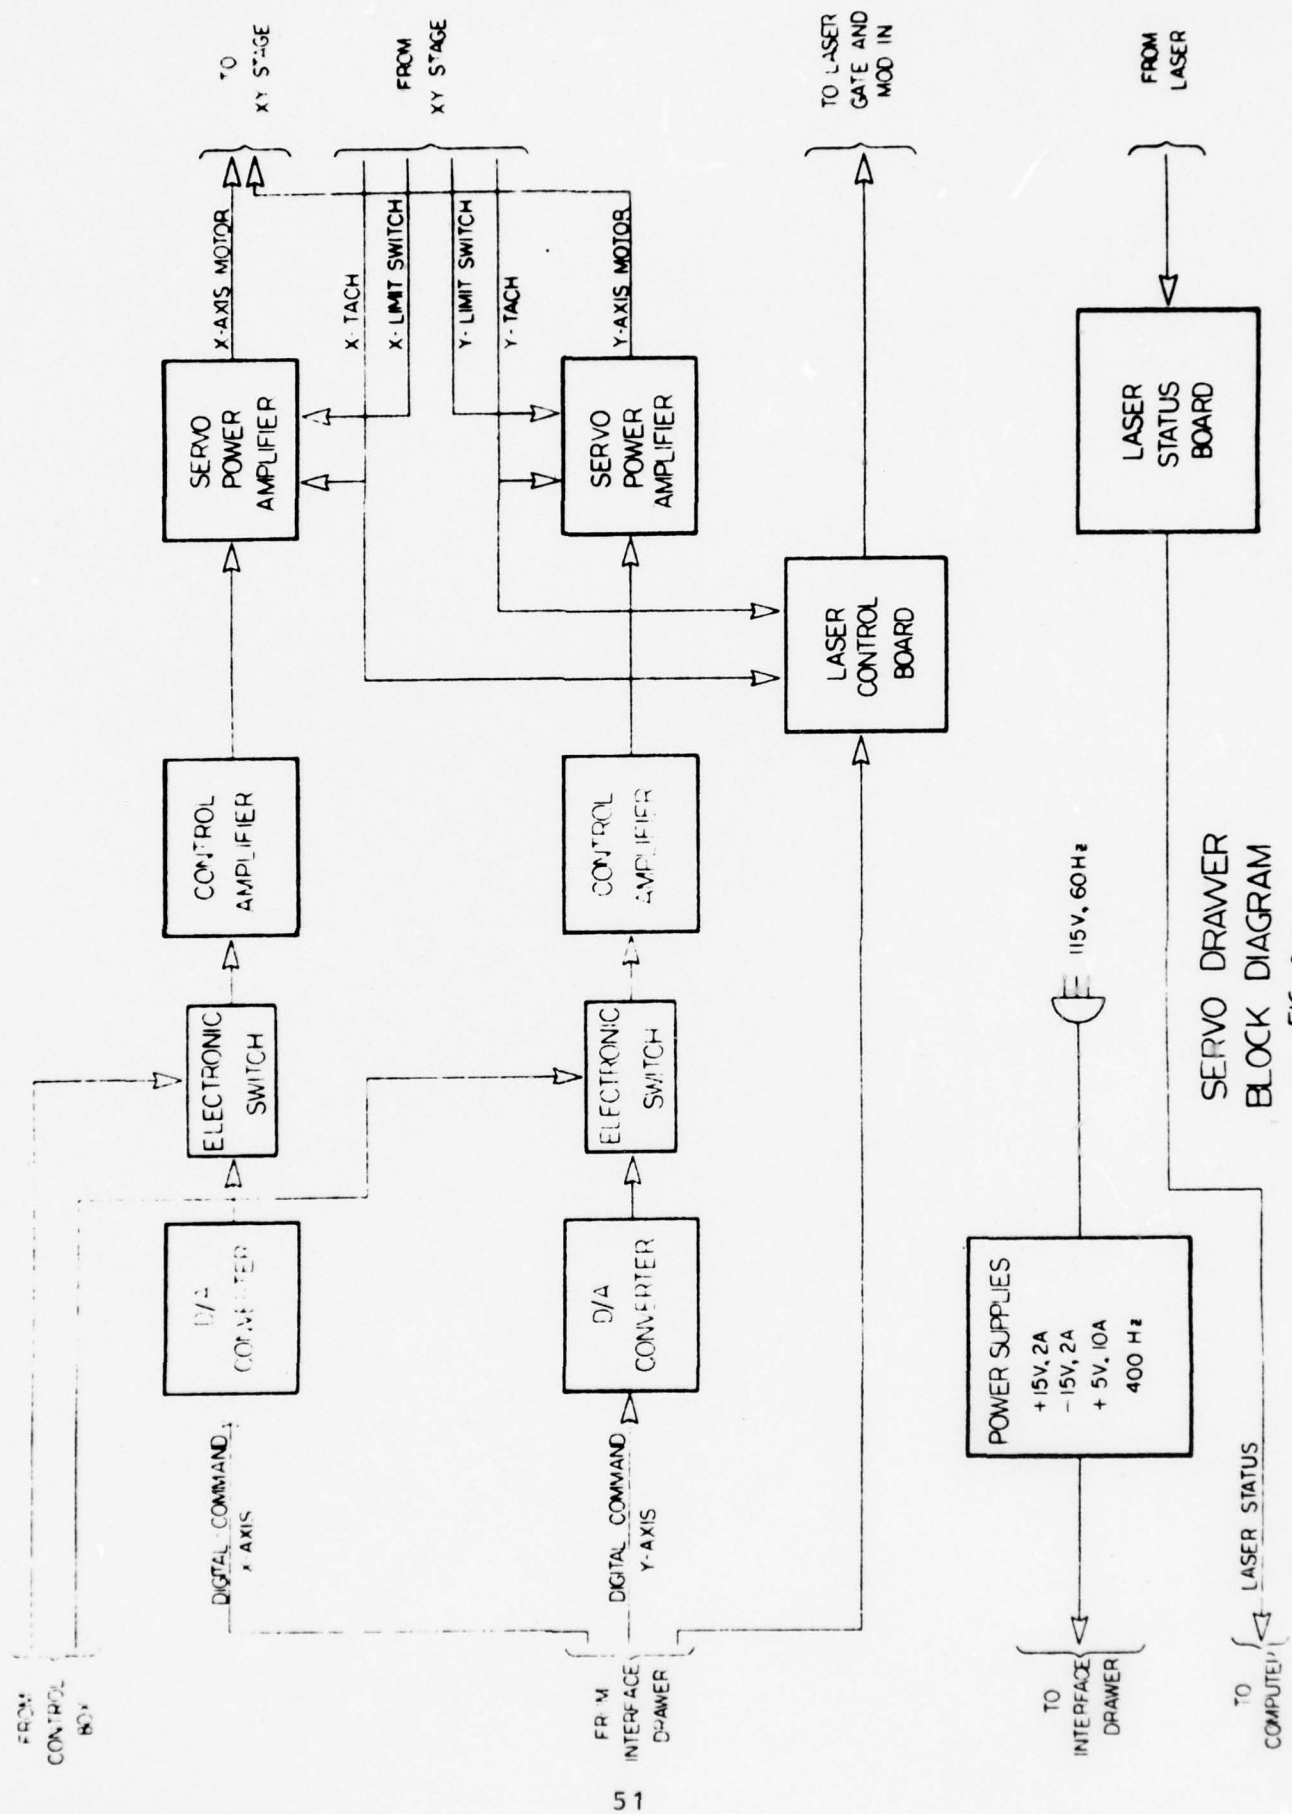 FROM
CONTROL
BOX
DIGITAL COMMAND
X-AXIS
D/A
CONVERTER
ELECTRONIC
SWITCH
CONTROL
AMPLIFIER
SERVO
POWER
AMPLIFIER
X-AXIS MOTOR
TO
XY STAGE
X-TACH
X-LIMIT SWITCH
Y-LIMIT SWITCH
Y-TACH
FROM
XY STAGE
FROM
INTERFACE
DRAWER
DIGITAL COMMAND
Y-AXIS
D/A
CONVERTER
ELECTRONIC
SWITCH
CONTROL
AMPLIFIER
SERVO
POWER
AMPLIFIER
Y-AXIS MOTOR
LASER
CONTROL
BOARD
TO LASER
GATE AND
MOD IN
TO
INTERFACE
DRAWER
POWER SUPPLIES
+15V, 2A
-15V, 2A
+5V, 10A
400 Hz
115V, 60Hz
LASER
STATUS
BOARD
FROM
LASER
TO
COMPUTER
LASER STATUS
SERVO DRAWER
BLOCK DIAGRAM
51